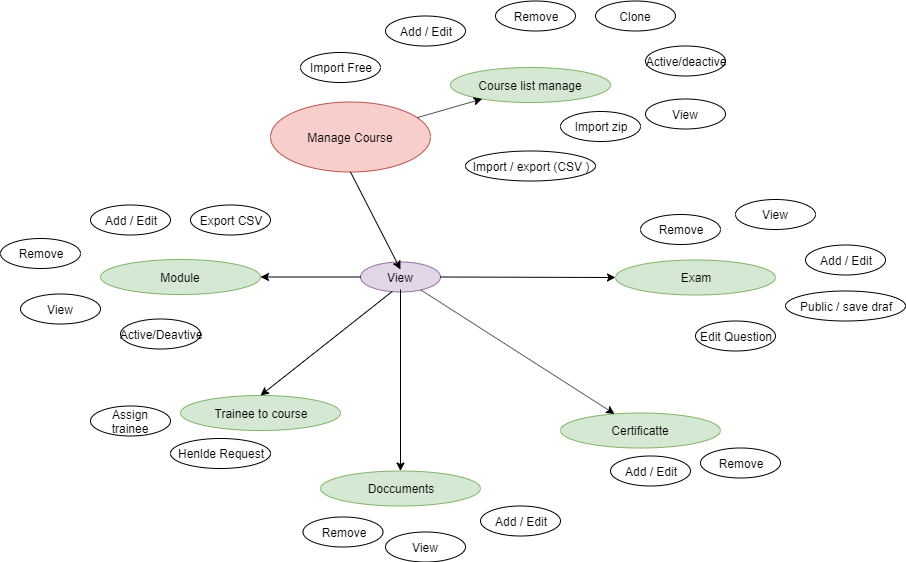 Remove
Clone
Add / Edit
Active/deactive
Import Free
Course list manage
View
Import zip
Manage Course
Import / export (CSV )
Add / Edit
Export CSV
View
Remove
Remove
Add / Edit
Module
View
Exam
View
Public / save draf
Active/Deavtive
Edit Question
Trainee to course
Assign
trainee
Certificatte
Henlde Request
Add / Edit
Remove
Doccuments
Add / Edit
Remove
View